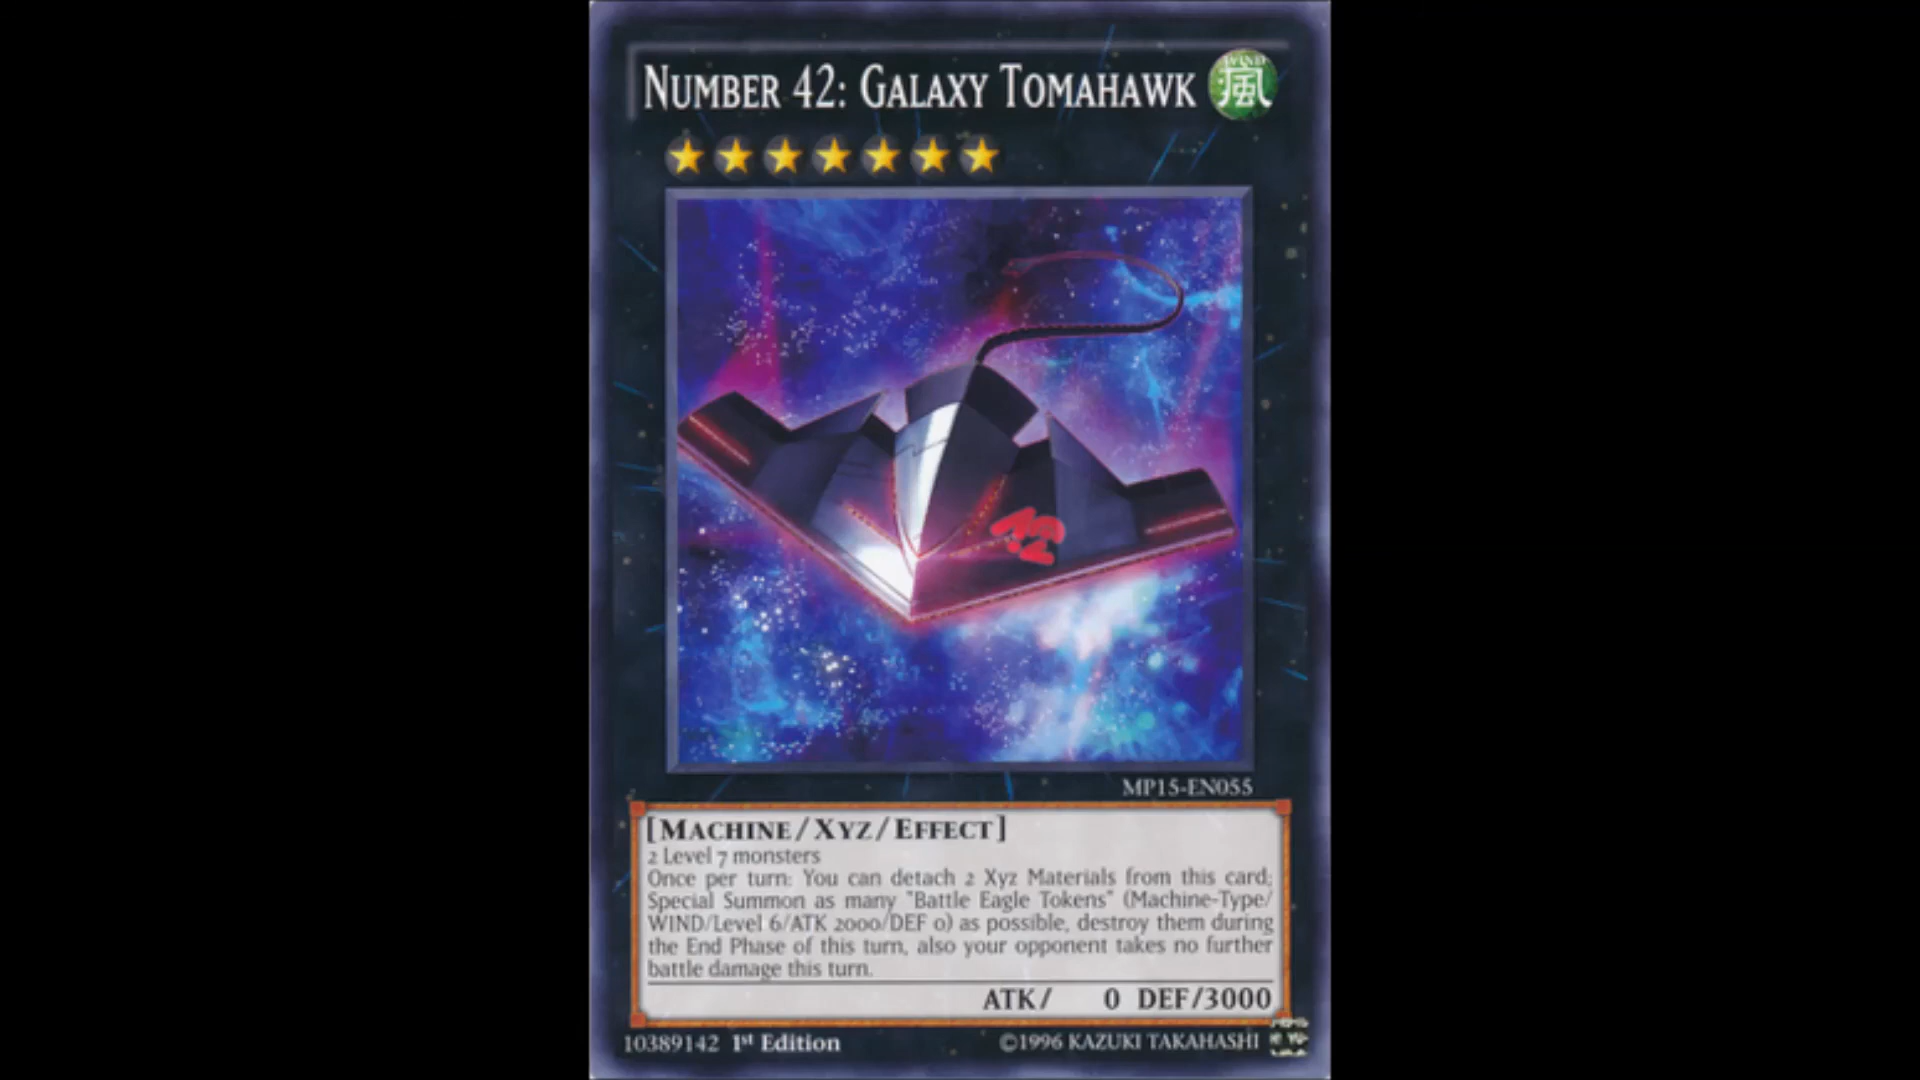 NUMBER 42: GALAXY TOMAHAWK
WIND
風
42
MP15-EN055
[MACHINE/XYZ/EFFECT]
2 Level 7 monsters
Once per turn: You can detach 2 Xyz Materials from this card;
Special Summon as many "Battle Eagle Tokens" (Machine-Type/
WIND/Level 6/ATK 2000/DEF 0) as possible, destroy them during
the End Phase of this turn, also your opponent takes no further
battle damage this turn.
ATK/ 0 DEF/3000
10389142 1st Edition
©1996 KAZUKI TAKAHASHI